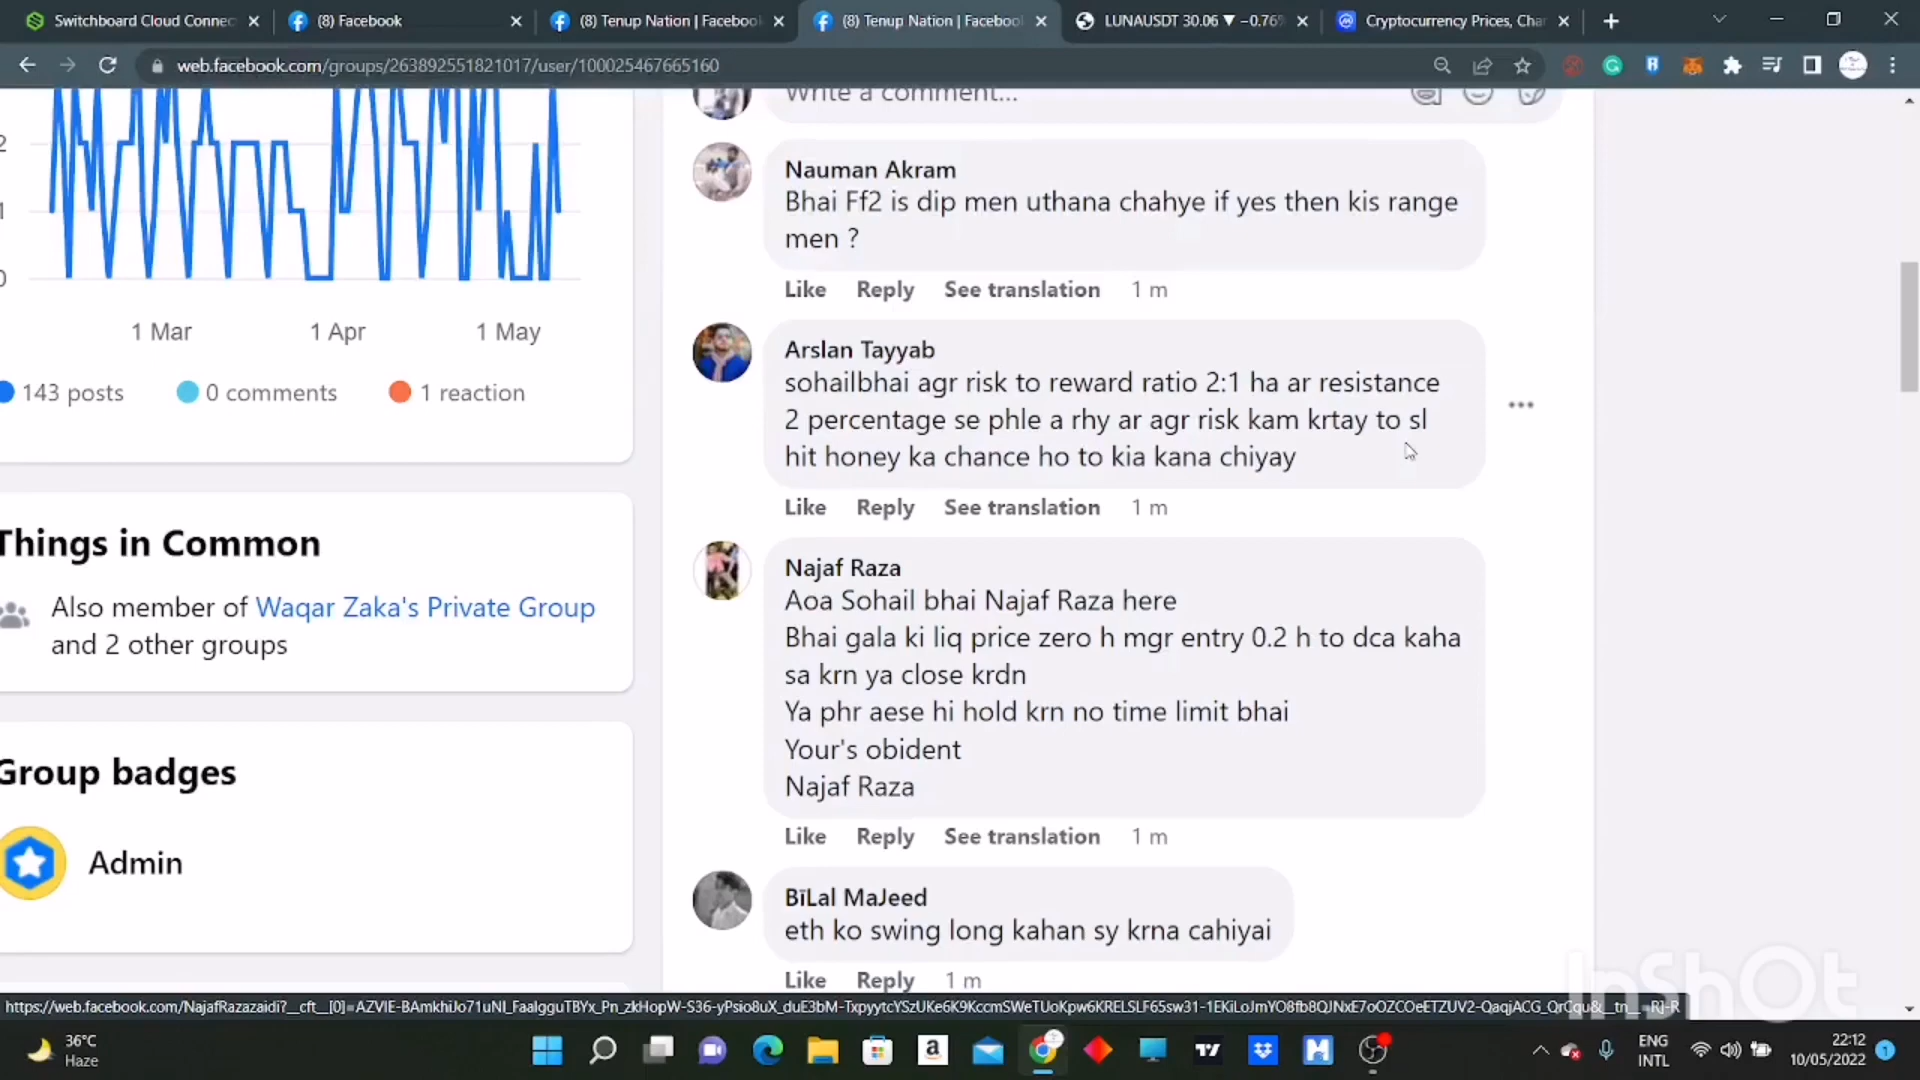 Switchboard Cloud Connec
(8) Facebook
(8) Tenup Nation | Facebook
(8) Tenup Nation | Facebook
LUNAUSDT 30.06 ▼ −0.76%
Cryptocurrency Prices, Char
web.facebook.com/groups/263892551821017/user/100025467665160
2
1
0
1 Mar
1 Apr
1 May
143 posts
0 comments
1 reaction
Things in Common
Also member of Waqar Zaka's Private Group
and 2 other groups
Group badges
Admin
Write a comment...
Nauman Akram
Bhai Ff2 is dip men uthana chahye if yes then kis range
men ?
Like Reply See translation 1 m
Arslan Tayyab
sohailbhai agr risk to reward ratio 2:1 ha ar resistance
2 percentage se phle a rhy ar agr risk kam krtay to sl
hit honey ka chance ho to kia kana chiyay
Like Reply See translation 1 m
Najaf Raza
Aoa Sohail bhai Najaf Raza here
Bhai gala ki liq price zero h mgr entry 0.2 h to dca kaha
sa krn ya close krdn
Ya phr aese hi hold krn no time limit bhai
Your's obident
Najaf Raza
Like Reply See translation 1 m
BïLal MaJeed
eth ko swing long kahan sy krna cahiyai
Like Reply 1 m
InShOt
36°C
Haze
ENG
INTL
22:12
10/05/2022
1